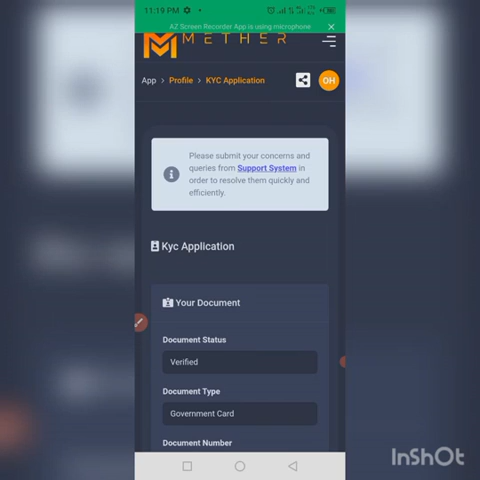 11:19 PM
AZ Screen Recorder App is using microphone
METHER
App > Profile > KYC Application
OH
Please submit your concerns and
queries from Support System in
order to resolve them quickly and
efficiently.
Kyc Application
Your Document
Document Status
Verified
Document Type
Government Card
Document Number
InShOt